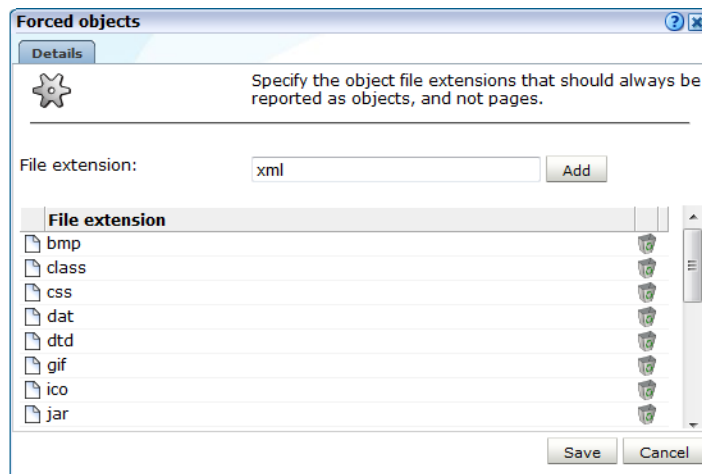 Forced objects
Details
Specify the object file extensions that should always be
reported as objects, and not pages.
File extension: xml Add
File extension
bmp
class
css
dat
dtd
gif
ico
jar
Save Cancel